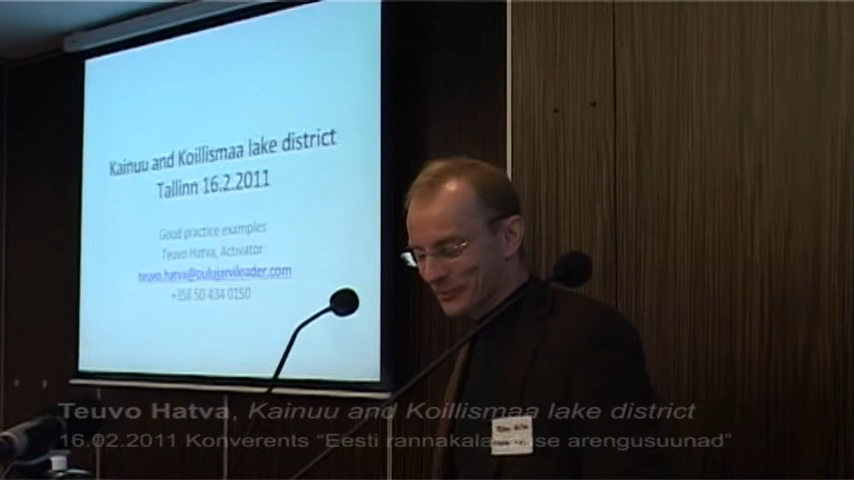 Kainuu and Koillismaa lake district
Tallinn 16.2.2011
Good practice examples
Teuvo Hatva, Activator
teuvo.hatva@oulujarvileader.com
+358 50 434 0150
Teuvo Hatva, Kainuu and Koillismaa lake district
16.02.2011 Konverents "Eesti rannakalanduse arengusuunad"